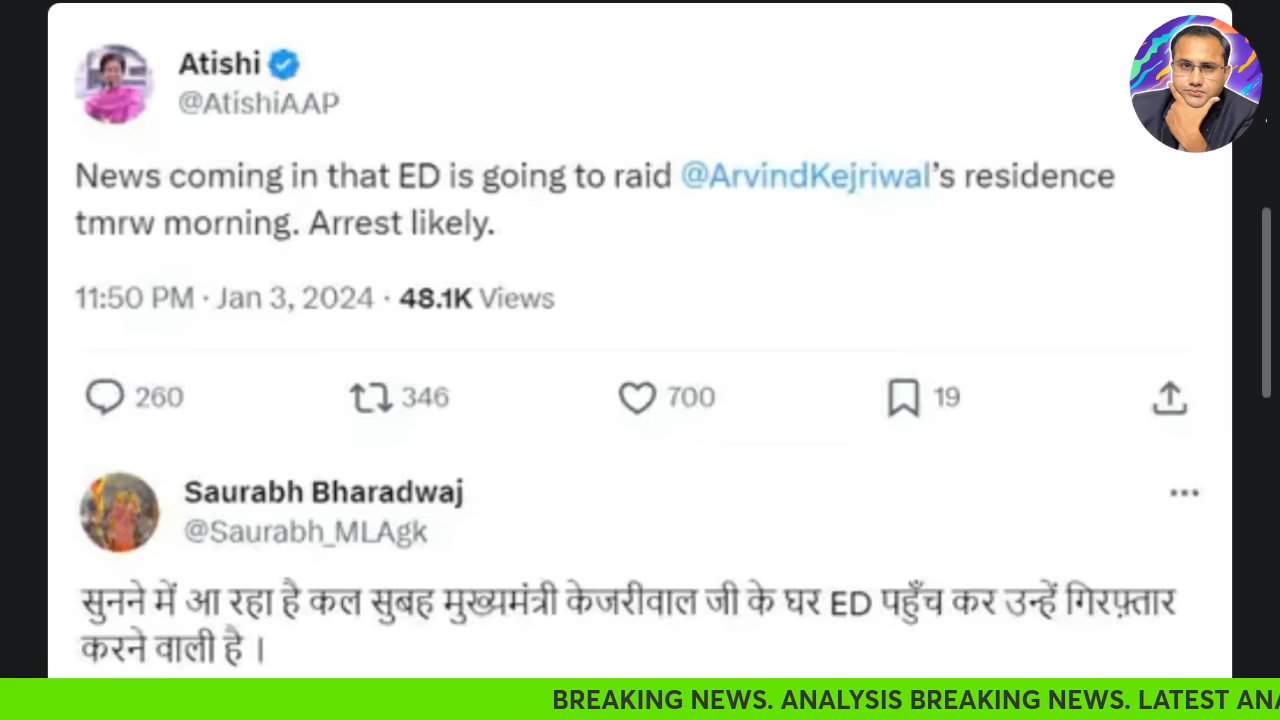 Atishi
@AtishiAAP
News coming in that ED is going to raid @ArvindKejriwal's residence
tmrw morning. Arrest likely.
11:50 PM · Jan 3, 2024 · 48.1K Views
260 346 700 19
Saurabh Bharadwaj
@Saurabh_MLAgk
सुनने में आ रहा है कल सुबह मुख्यमंत्री केजरीवाल जी के घर ED पहुँच कर उन्हें गिरफ़्तार
करने वाली है ।
BREAKING NEWS. ANALYSIS BREAKING NEWS. LATEST ANA